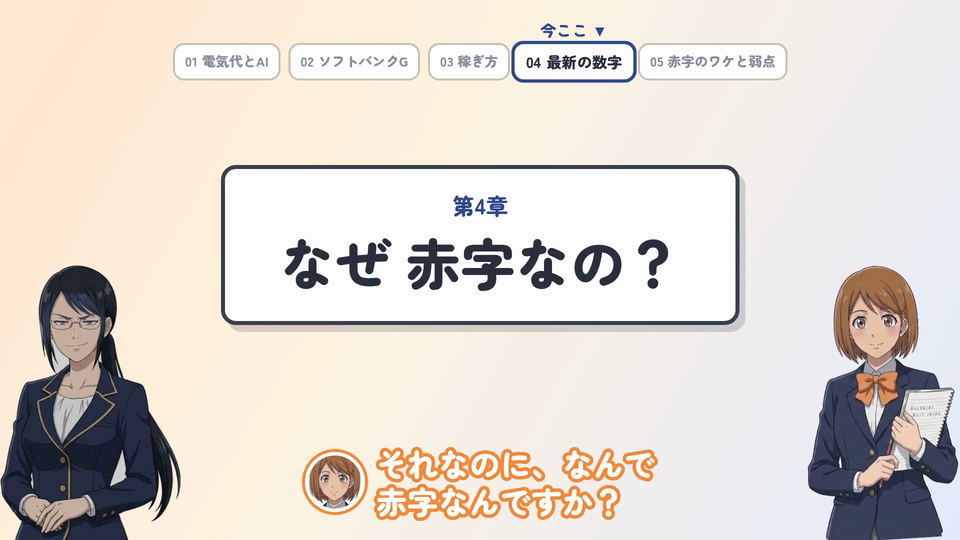 今ここ ▼
01 電気代とAI
02 ソフトバンクG
03 稼ぎ方
04 最新の数字
05 赤字のワケと弱点
第4章
なぜ 赤字なの？
それなのに、なんで
赤字なんですか？